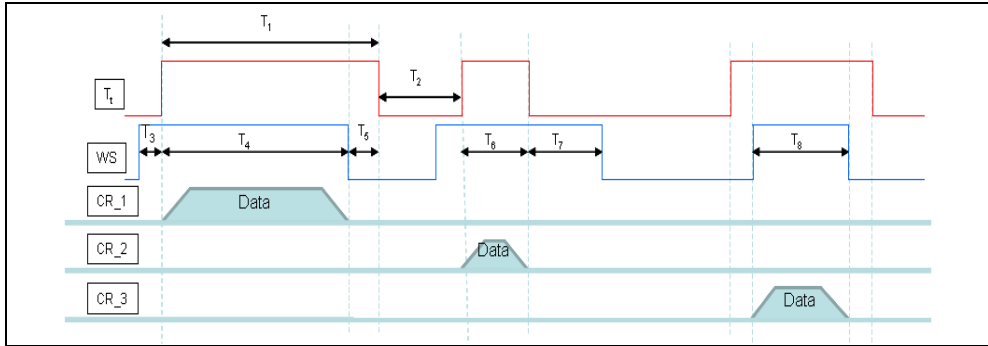 T1
T2
Tt
T3
T4
T5
T6
T7
T8
WS
CR_1
Data
CR_2
Data
CR_3
Data